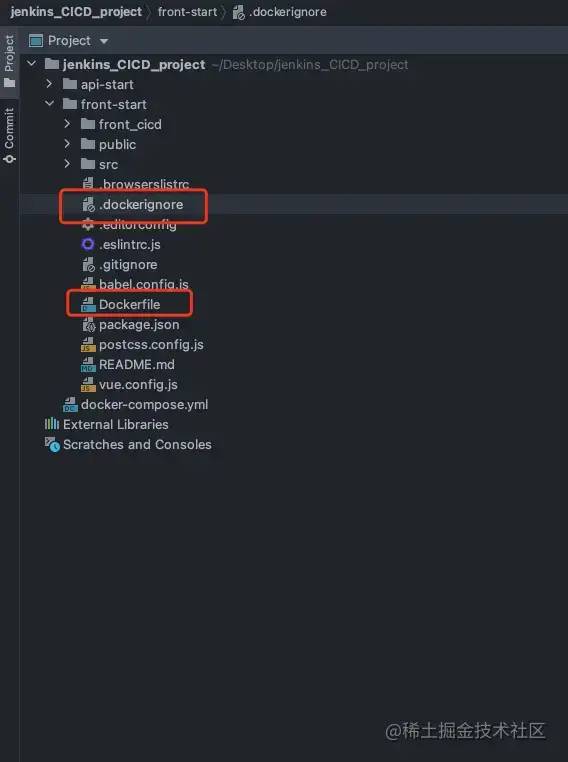 jenkins_CICD_project 〉 front-start 〉 .dockerignore
Project
Commit
Project
jenkins_CICD_project ~/Desktop/jenkins_CICD_project
api-start
front-start
front_cicd
public
src
.browserslistrc
.dockerignore
.editorconfig
.eslintrc.js
.gitignore
babel.config.js
Dockerfile
package.json
postcss.config.js
README.md
vue.config.js
docker-compose.yml
External Libraries
Scratches and Consoles
@稀土掘金技术社区